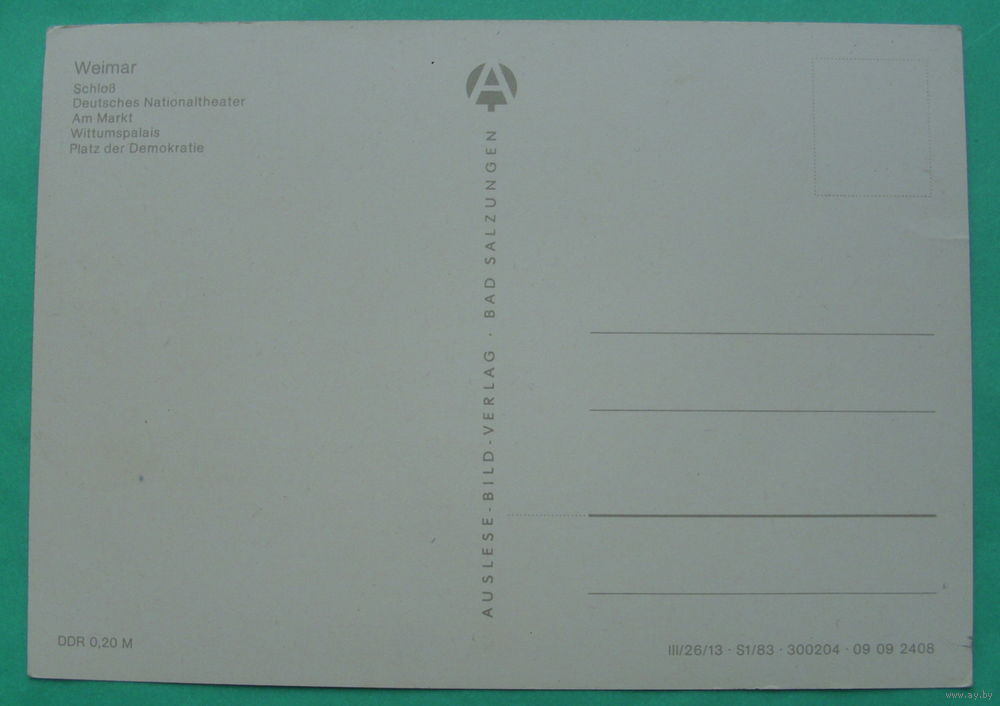 Weimar
Schloß
Deutsches Nationaltheater
Am Markt
Wittumspalais
Platz der Demokratie
A
AUSLESE-BILD-VERLAG · BAD SALZUNGEN
DDR 0,20 M
III/26/13 · S1/83 · 300204 · 09 09 2408
www.ay.by